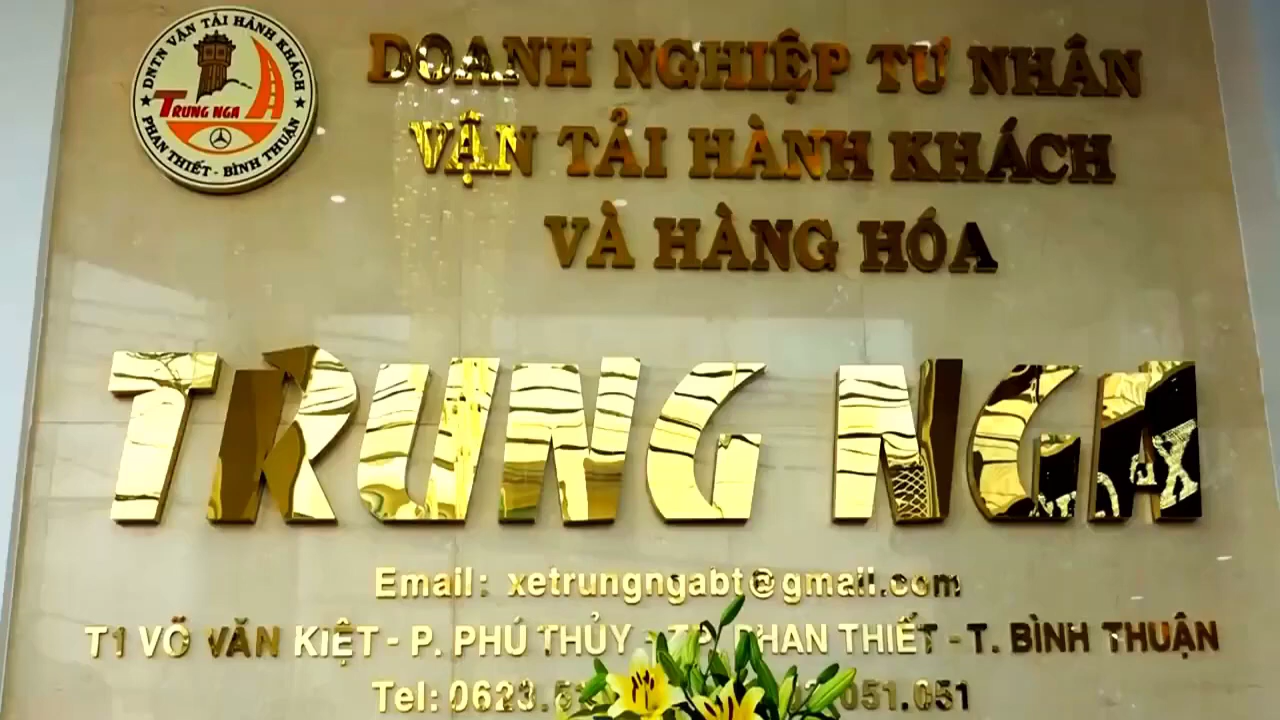 DNTN VẬN TẢI HÀNH KHÁCH
TRUNG NGA
PHAN THIẾT - BÌNH THUẬN
DOANH NGHIỆP TƯ NHÂN
VẬN TẢI HÀNH KHÁCH
VÀ HÀNG HÓA
TRUNG NGA
Email: xetrungngabt@gmail.com
T1 VÕ VĂN KIỆT - P. PHÚ THỦY - TP. PHAN THIẾT - T. BÌNH THUẬN
Tel: 051.051